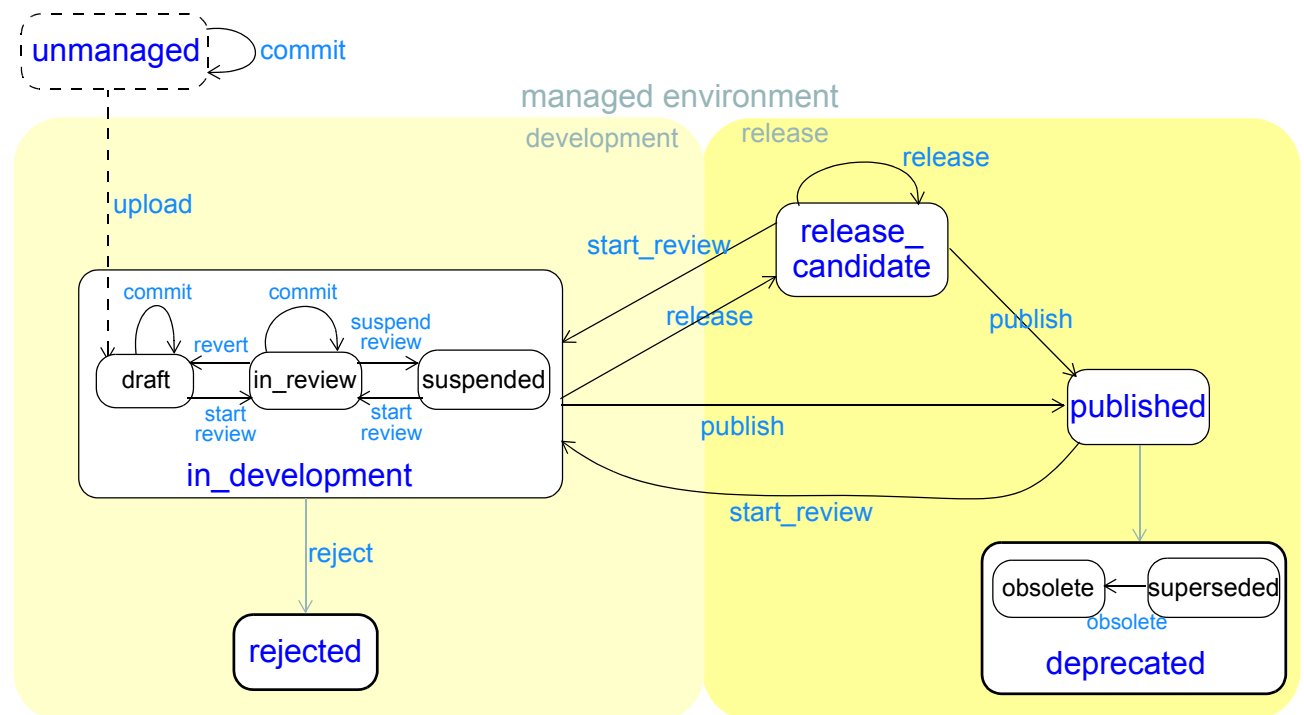 unmanaged
commit
managed environment
development
release
release
upload
start_review
release_
candidate
release
publish
commit
commit
suspend
review
revert
draft
in_review
suspended
start
review
start
review
in_development
publish
published
start_review
reject
rejected
obsolete
superseded
obsolete
deprecated